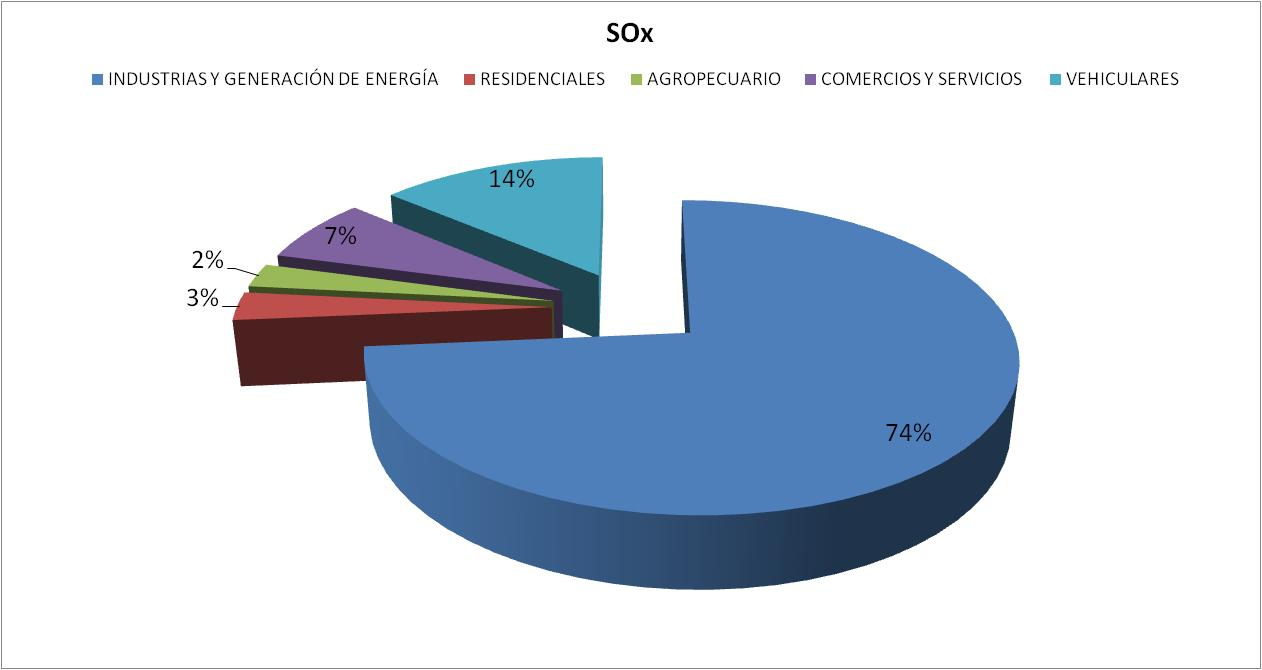 SOx
INDUSTRIAS Y GENERACIÓN DE ENERGÍA RESIDENCIALES AGROPECUARIO COMERCIOS Y SERVICIOS VEHICULARES
14%
7%
2%
3%
74%